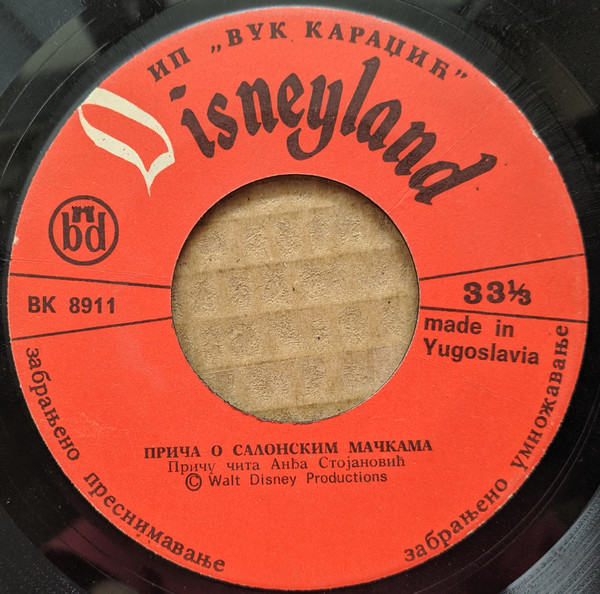 ИП „ВУК КАРАЏИЋ”
Disneyland
bd
ВК 8911
33⅓
made in
Yugoslavia
ПРИЧА О САЛОНСКИМ МАЧКАМА
Причу чита Анђа Стојановић
© Walt Disney Productions
забрањено преснимавање
забрањено умножавање